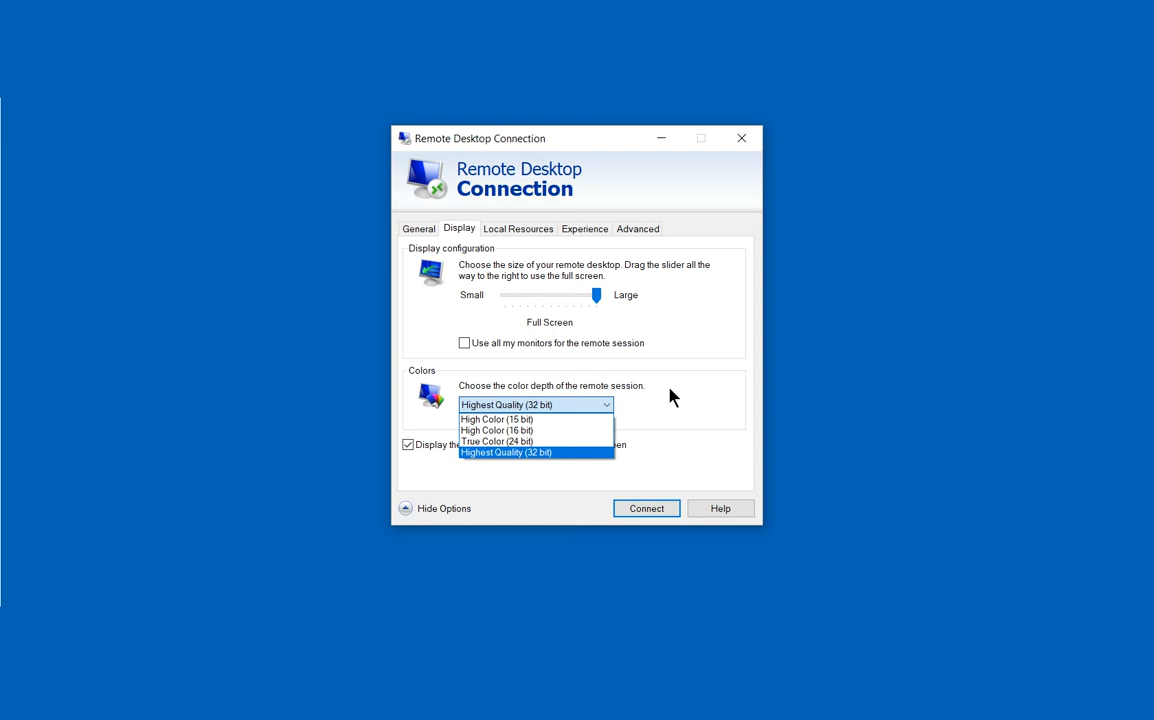 Remote Desktop Connection
Remote Desktop
Connection
General Display Local Resources Experience Advanced
Display configuration
Choose the size of your remote desktop. Drag the slider all the
way to the right to use the full screen.
Small Large
Full Screen
Use all my monitors for the remote session
Colors
Choose the color depth of the remote session.
Highest Quality (32 bit)
High Color (15 bit)
High Color (16 bit)
True Color (24 bit)
Display
Highest Quality (32 bit)
Hide Options Connect Help